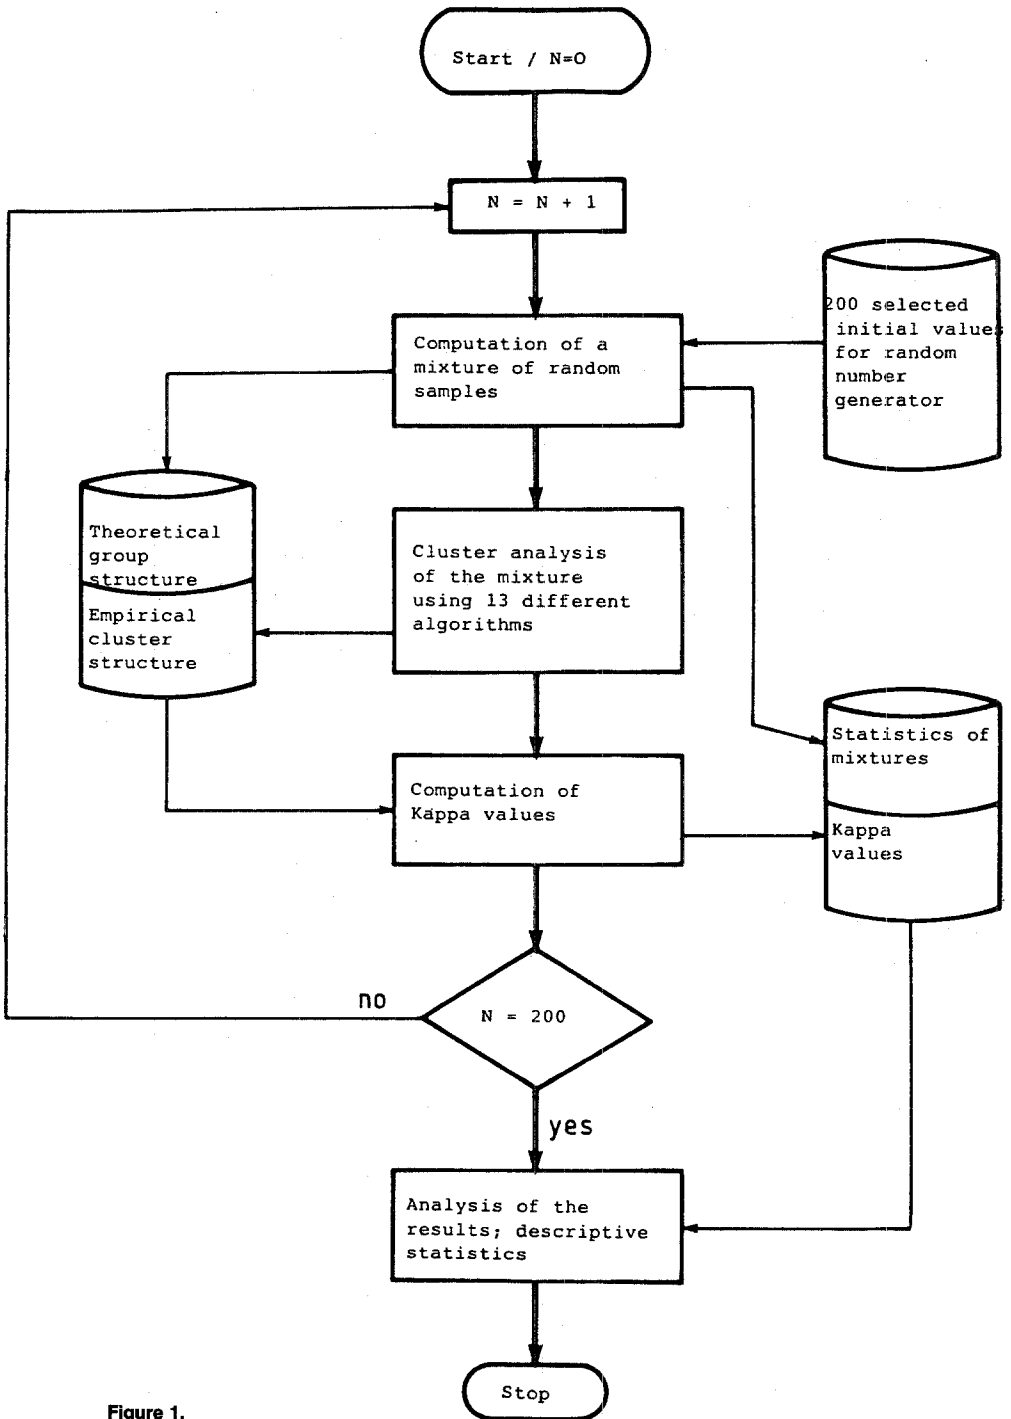 Start / N=O
N = N + 1
200 selected
initial values
for random
number
generator
Computation of a
mixture of random
samples
Theoretical
group
structure
Empirical
cluster
structure
Cluster analysis
of the mixture
using 13 different
algorithms
Statistics of
mixtures
Kappa
values
Computation of
Kappa values
no
N = 200
yes
Analysis of the
results; descriptive
statistics
Stop
Figure 1.